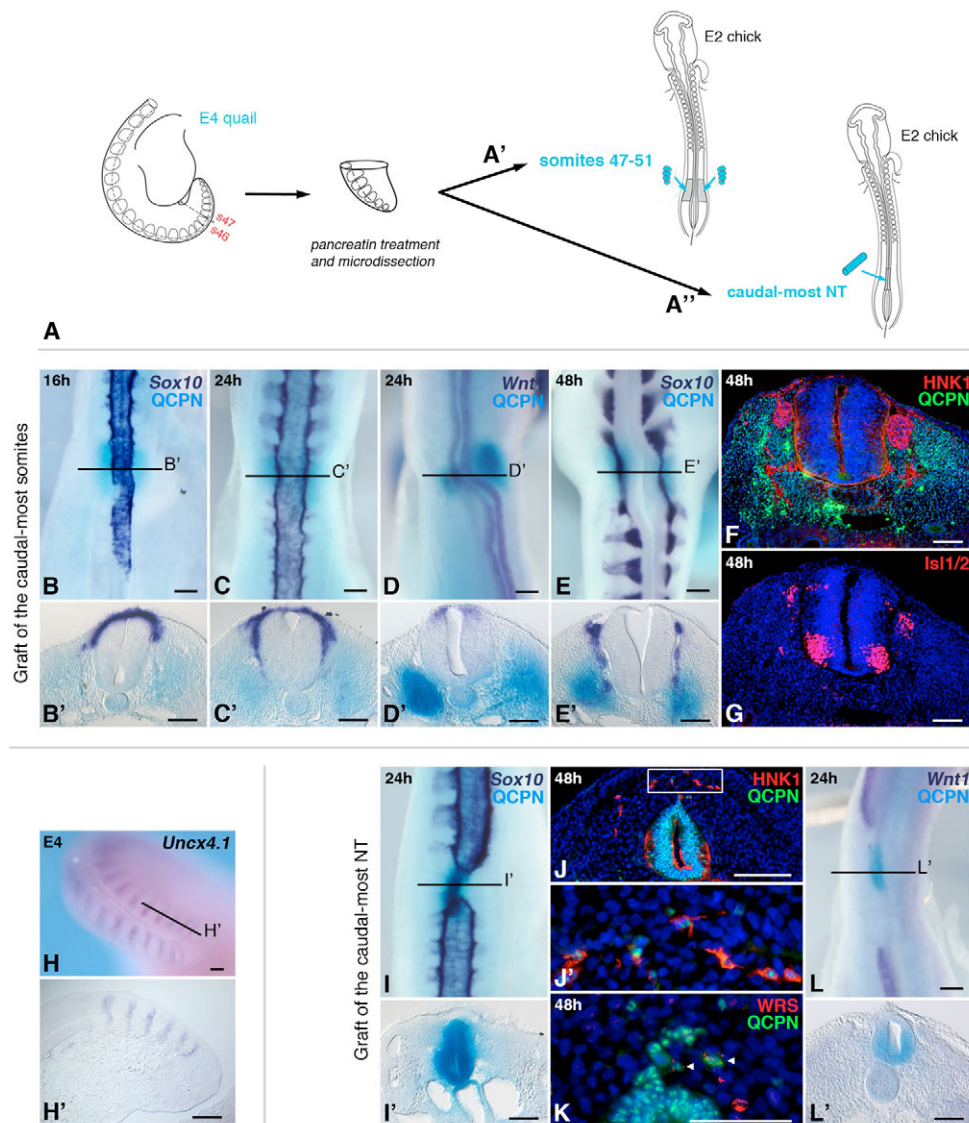 E2 chick
E4 quail
E2 chick
A'
somites 47-51
s47
s46
pancreatin treatment
and microdissection
A''
caudal-most NT
A
Graft of the caudal-most somites
16h
Sox10
QCPN
B'
B
24h
C'
C
24h
Wnt1
QCPN
D'
D
48h
Sox10
QCPN
E'
E
48h
HNK1
QCPN
F
48h
Isl1/2
G
B'
C'
D'
E'
E4
Uncx4.1
H'
H
H'
Graft of the caudal-most NT
24h
Sox10
QCPN
I'
I
48h
HNK1
QCPN
J
J'
24h
Wnt1
QCPN
L'
L
I'
48h
WRS
QCPN
K
L'